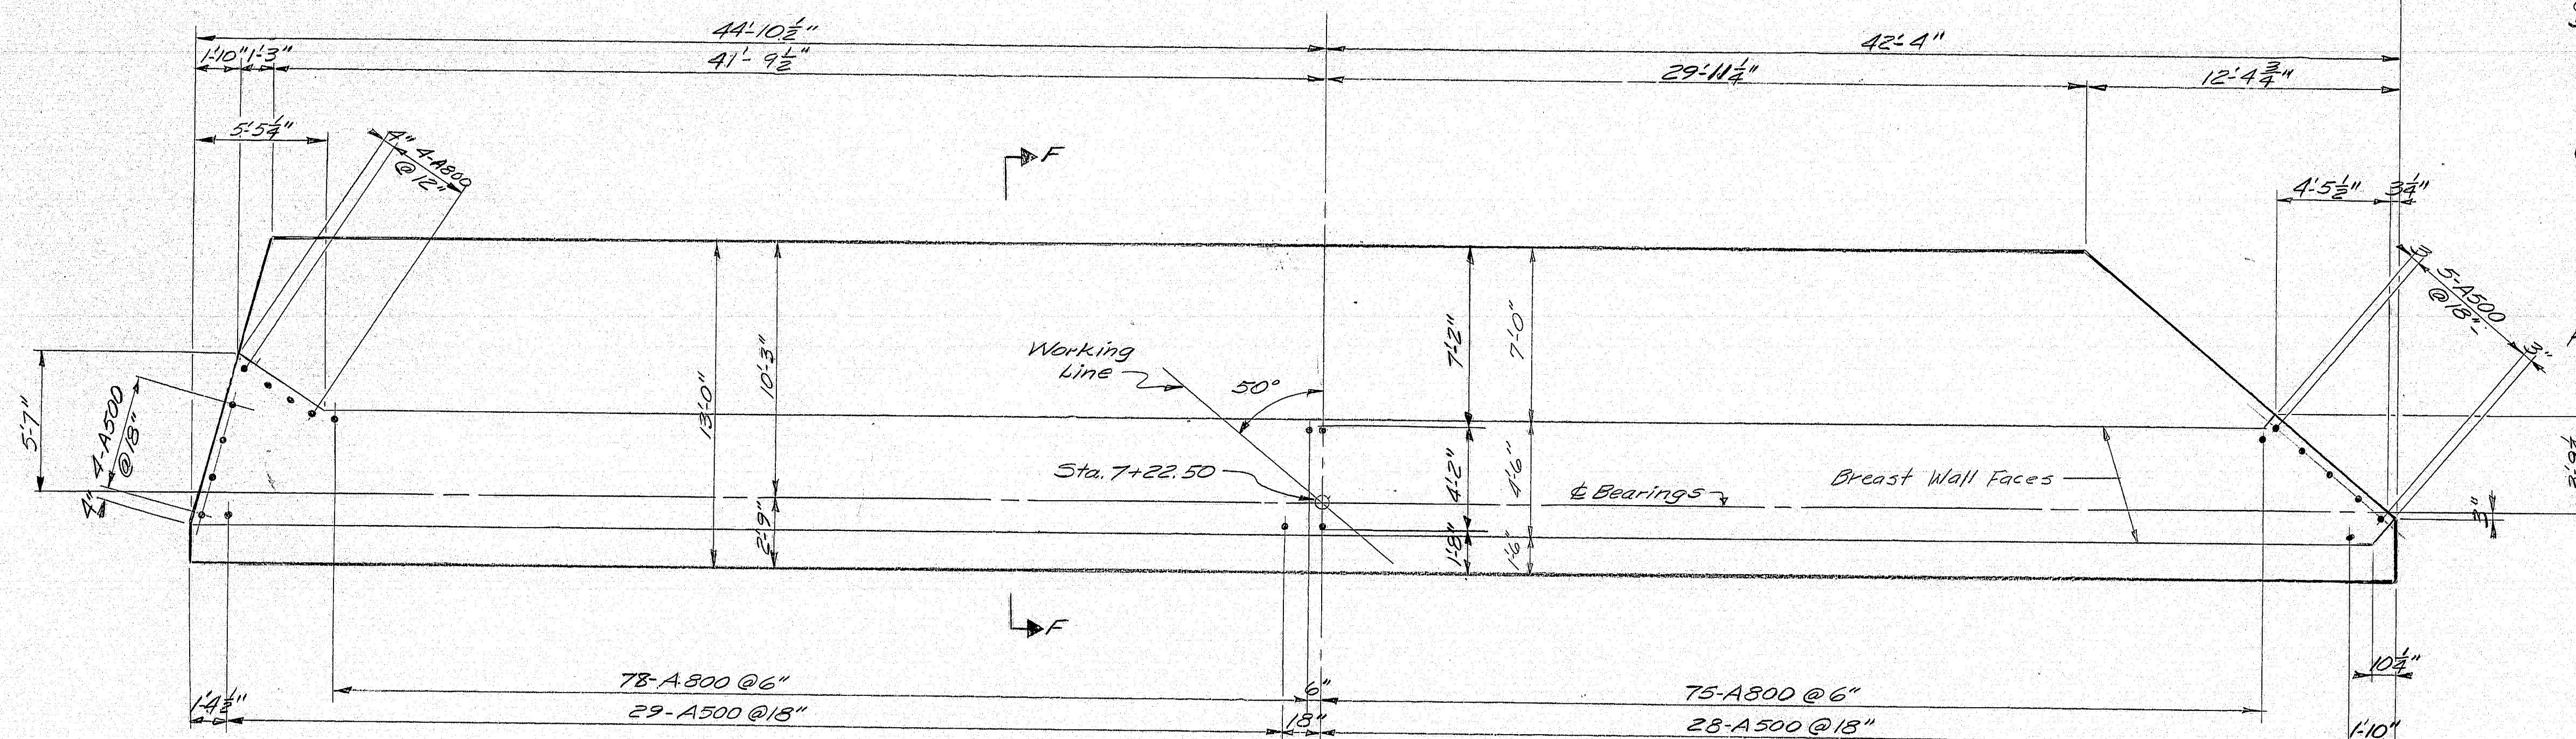 44'-10½"
42'-4"
1'-10" 1'-3"
41'-9½"
29'-11¼"
12'-4¾"
5'-5¼"
7"
4-A800
@12"
F
4'-5½"
3¼"
3"
5-A500
@18"
3"
5'-7"
4-A500
@18"
4"
13'-0"
10'-3"
2'-9"
Working
Line
50°
7'-2"
7'-0"
Sta. 7+22.50
4'-2"
4'-6"
℄ Bearings
Breast Wall Faces
1'-8"
1'-6"
3"
F
10¼"
78-A800 @6"
6"
75-A800 @6"
1'-4½"
29-A500 @18"
18"
28-A500 @18"
1'-10"